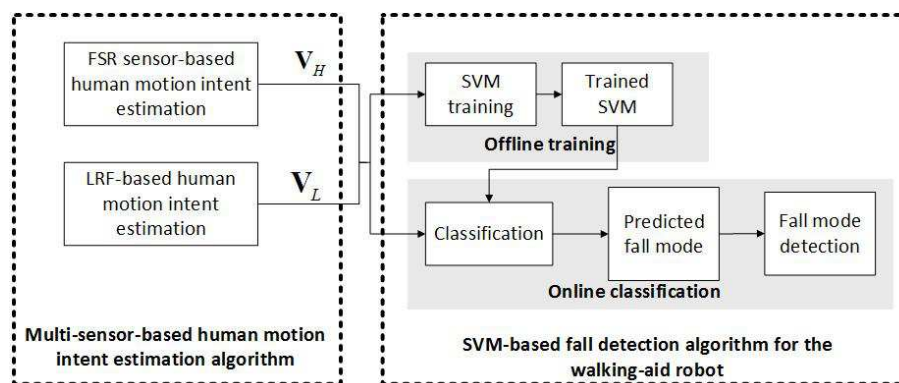 FSR sensor-based
human motion intent
estimation
V_H
LRF-based human
motion intent
estimation
V_L
Multi-sensor-based human motion
intent estimation algorithm
SVM
training
Trained
SVM
Offline training
Classification
Predicted
fall mode
Fall mode
detection
Online classification
SVM-based fall detection algorithm for the
walking-aid robot